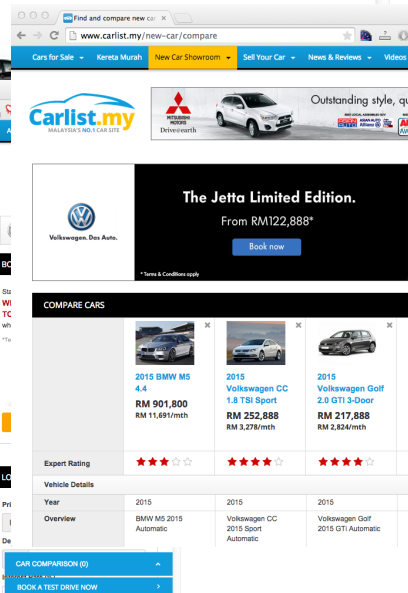 Find and compare new car
www.carlist.my/new-car/compare
Cars for Sale Kereta Murah New Car Showroom Sell Your Car News & Reviews Videos
Carlist.my
MALAYSIA'S NO.1 CAR SITE
MITSUBISHI MOTORS
Drive@earth
Outstanding style, qu
The Jetta Limited Edition.
From RM122,888*
Book now
Volkswagen. Das Auto.
* Terms & Conditions apply
COMPARE CARS
2015 BMW M5 4.4
RM 901,800
RM 11,691/mth
2015 Volkswagen CC 1.8 TSI Sport
RM 252,888
RM 3,278/mth
2015 Volkswagen Golf 2.0 GTI 3-Door
RM 217,888
RM 2,824/mth
Expert Rating
Vehicle Details
Year 2015 2015 2015
Overview
BMW M5 2015 Automatic
Volkswagen CC 2015 Sport Automatic
Volkswagen Golf 2015 GTi Automatic
CAR COMPARISON (0)
BOOK A TEST DRIVE NOW